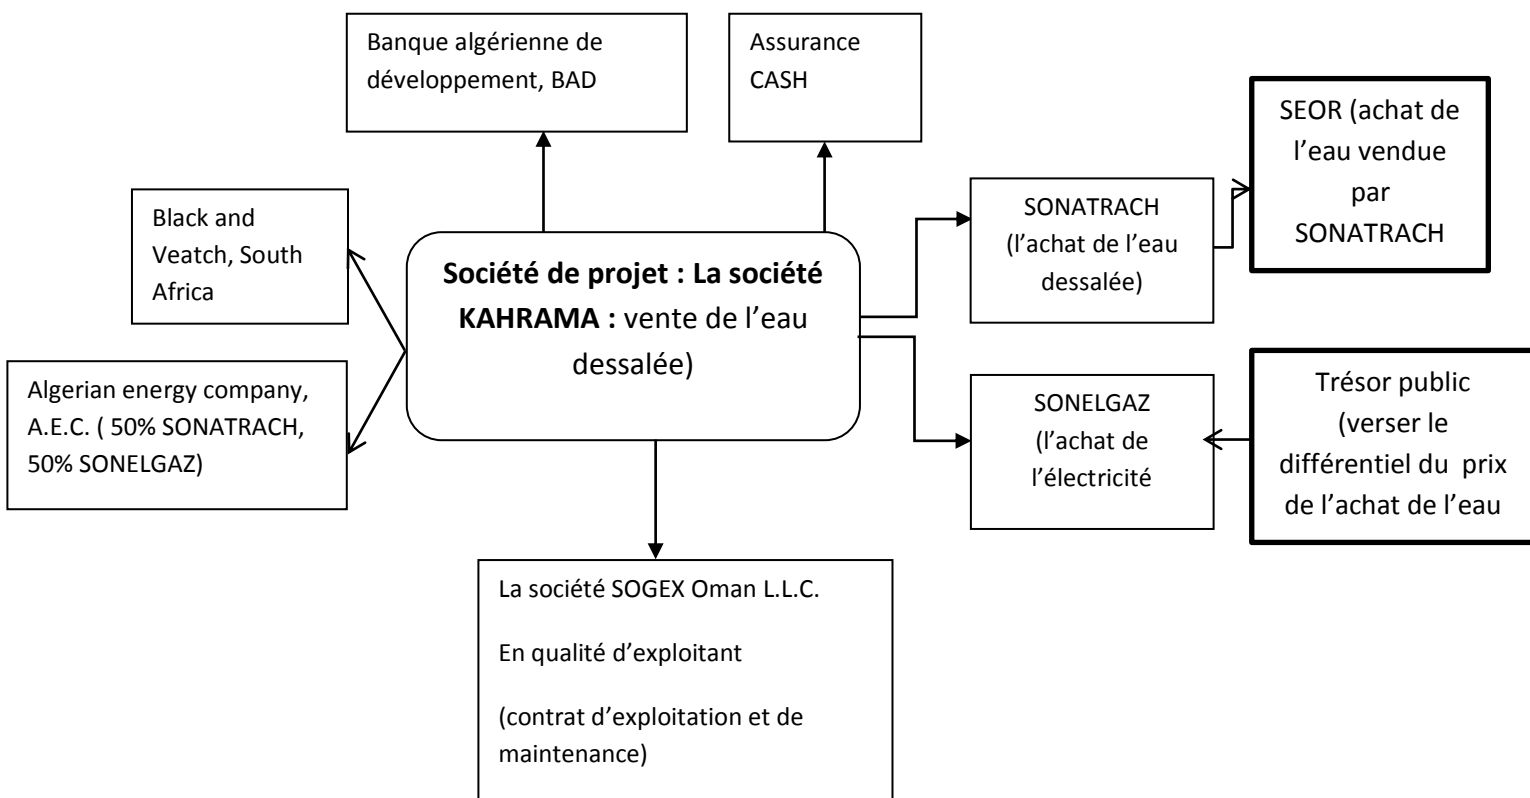 Banque algérienne de
développement, BAD
Assurance
CASH
SEOR (achat de
l’eau vendue
par
SONATRACH
Black and
Veatch, South
Africa
SONATRACH
(l’achat de l’eau
dessalée)
Société de projet : La société
KAHRAMA : vente de l’eau
dessalée)
Algerian energy company,
A.E.C. ( 50% SONATRACH,
50% SONELGAZ)
SONELGAZ
(l’achat de
l’électricité
Trésor public
(verser le
différentiel du prix
de l’achat de l’eau
La société SOGEX Oman L.L.C.
En qualité d’exploitant
(contrat d’exploitation et de
maintenance)